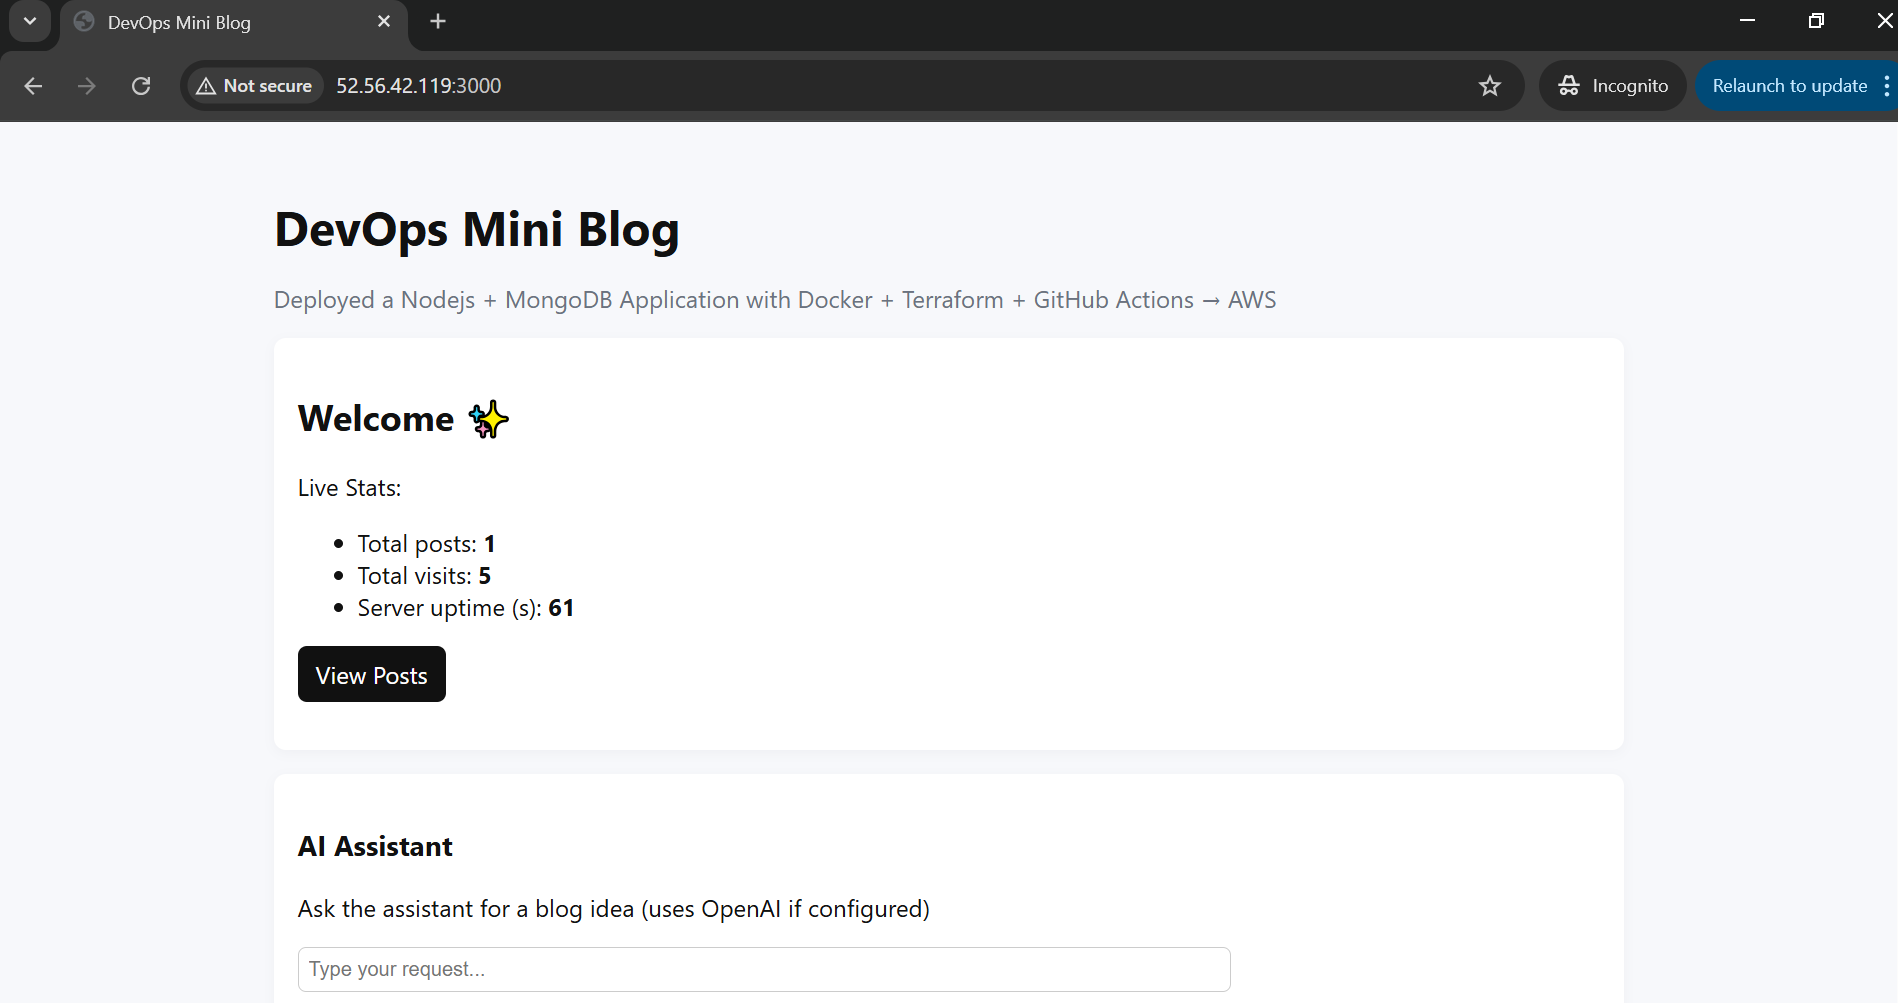 DevOps Mini Blog
Not secure 52.56.42.119:3000 Incognito Relaunch to update
DevOps Mini Blog
Deployed a Nodejs + MongoDB Application with Docker + Terraform + GitHub Actions → AWS
Welcome ✨
Live Stats:
• Total posts: 1
• Total visits: 5
• Server uptime (s): 61
View Posts
AI Assistant
Ask the assistant for a blog idea (uses OpenAI if configured)
Type your request...